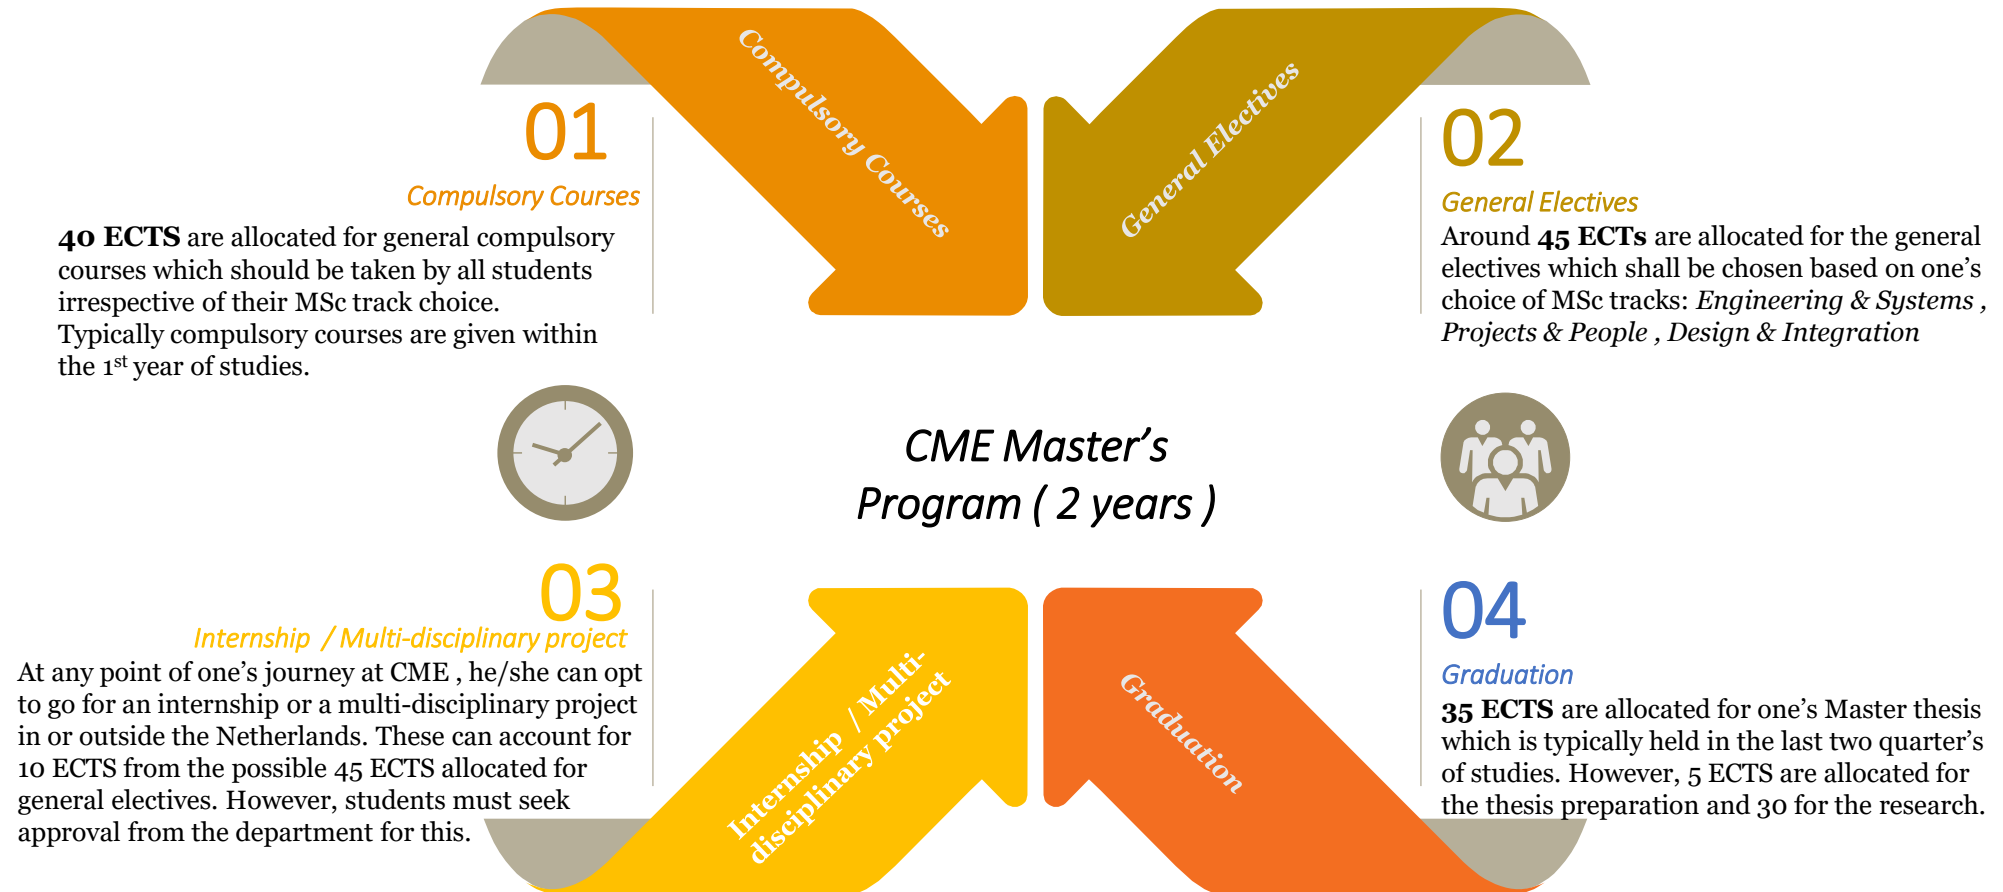 Compulsory Courses
General Electives
01
Compulsory Courses
40 ECTS are allocated for general compulsory
courses which should be taken by all students
irrespective of their MSc track choice.
Typically compulsory courses are given within
the 1st year of studies.
02
General Electives
Around 45 ECTs are allocated for the general
electives which shall be chosen based on one’s
choice of MSc tracks: Engineering & Systems ,
Projects & People , Design & Integration
CME Master’s
Program ( 2 years )
03
Internship / Multi-disciplinary project
At any point of one’s journey at CME , he/she can opt
to go for an internship or a multi-disciplinary project
in or outside the Netherlands. These can account for
10 ECTS from the possible 45 ECTS allocated for
general electives. However, students must seek
approval from the department for this.
Internship / Multi-
disciplinary project
Graduation
04
Graduation
35 ECTS are allocated for one’s Master thesis
which is typically held in the last two quarter’s
of studies. However, 5 ECTS are allocated for
the thesis preparation and 30 for the research.